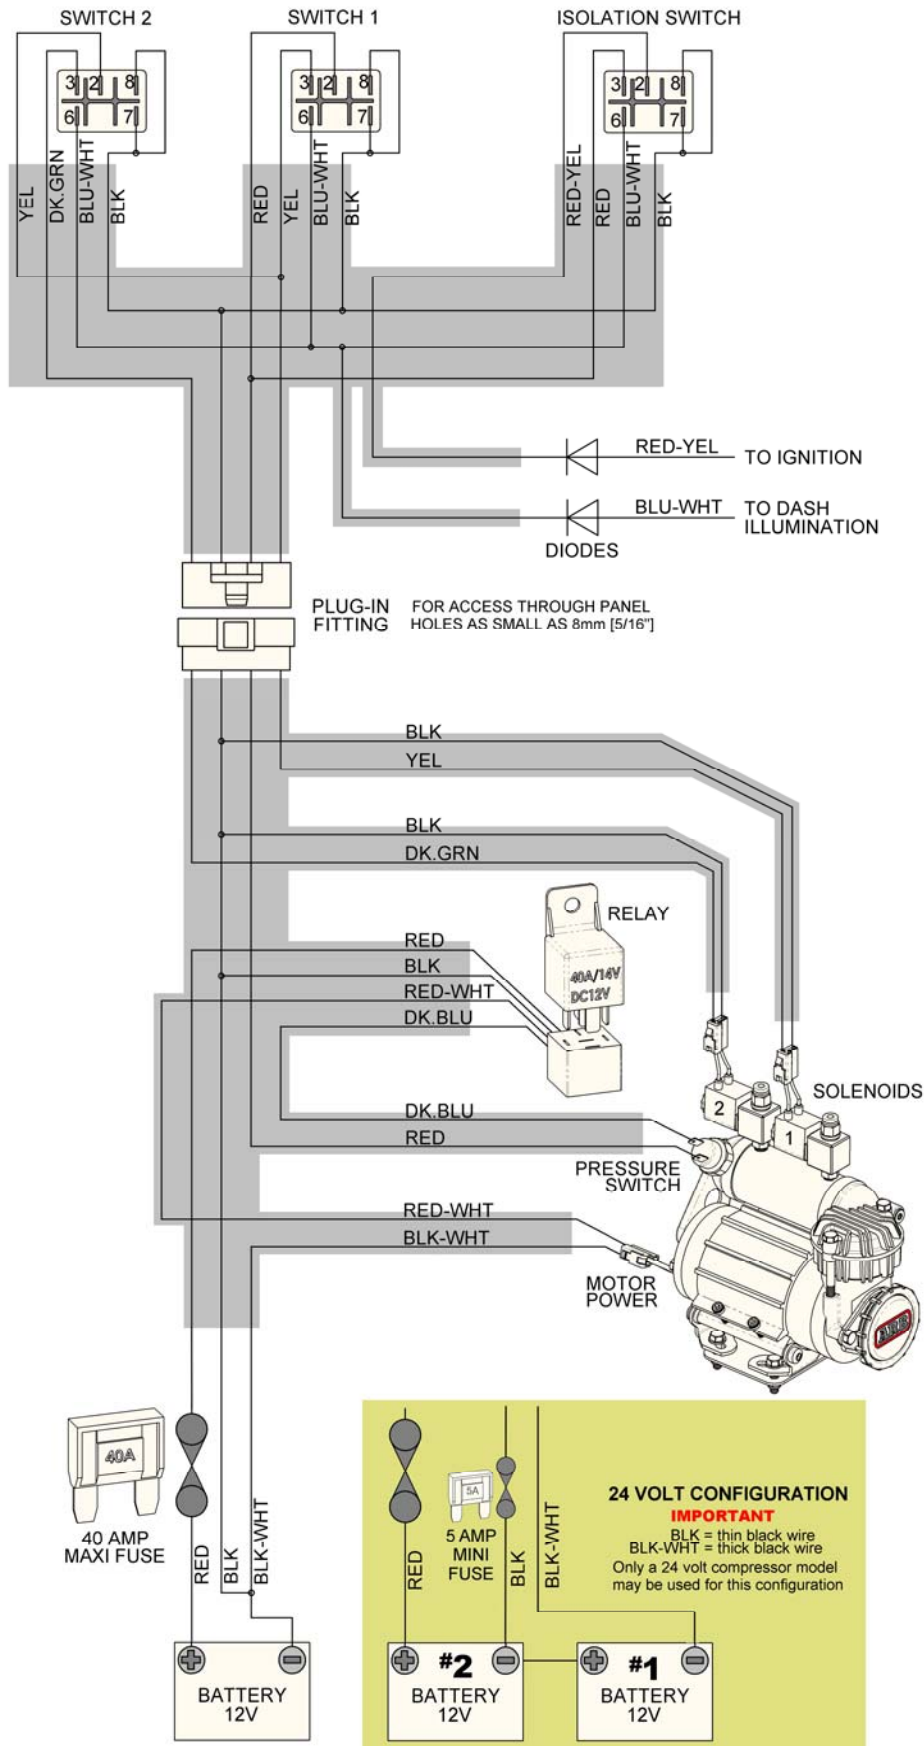 SWITCH 2
SWITCH 1
ISOLATION SWITCH
3 2 8
6 7
3 2 8
6 7
3 2 8
6 7
YEL
DK.GRN
BLU-WHT
BLK
RED
YEL
BLU-WHT
BLK
RED-YEL
RED
BLU-WHT
BLK
RED-YEL
TO IGNITION
BLU-WHT
TO DASH
ILLUMINATION
DIODES
PLUG-IN
FITTING
FOR ACCESS THROUGH PANEL
HOLES AS SMALL AS 8mm [5/16"]
BLK
YEL
BLK
DK.GRN
RELAY
40A/14V
DC12V
RED
BLK
RED-WHT
DK.BLU
SOLENOIDS
2
1
DK.BLU
RED
PRESSURE
SWITCH
RED-WHT
BLK-WHT
MOTOR
POWER
ARB
40A
40 AMP
MAXI FUSE
RED
BLK
BLK-WHT
BATTERY
12V
RED
5A
5 AMP
MINI
FUSE
BLK
BLK-WHT
24 VOLT CONFIGURATION
IMPORTANT
BLK = thin black wire
BLK-WHT = thick black wire
Only a 24 volt compressor model
may be used for this configuration
#2
BATTERY
12V
#1
BATTERY
12V